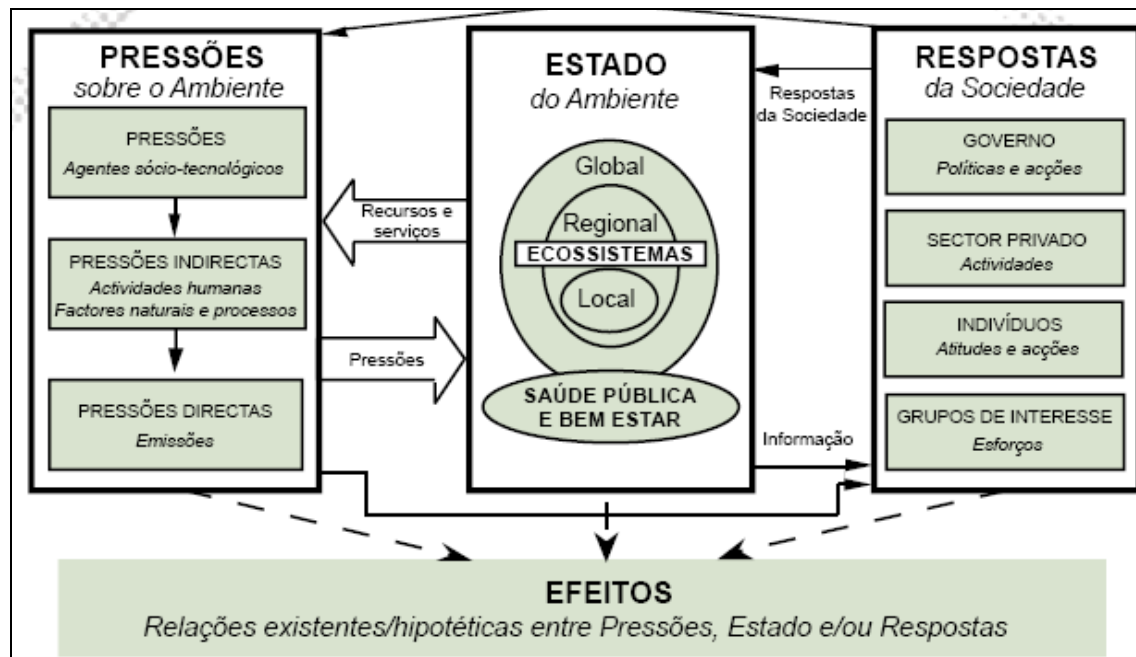 PRESSÕES
sobre o Ambiente
PRESSÕES
Agentes sócio-tecnológicos
PRESSÕES INDIRECTAS
Actividades humanas
Factores naturais e processos
PRESSÕES DIRECTAS
Emissões
Recursos e
serviços
Pressões
ESTADO
do Ambiente
Global
Regional
ECOSSISTEMAS
Local
SAÚDE PÚBLICA
E BEM ESTAR
Respostas
da Sociedade
Informação
RESPOSTAS
da Sociedade
GOVERNO
Políticas e acções
SECTOR PRIVADO
Actividades
INDIVÍDUOS
Atitudes e acções
GRUPOS DE INTERESSE
Esforços
EFEITOS
Relações existentes/hipotéticas entre Pressões, Estado e/ou Respostas